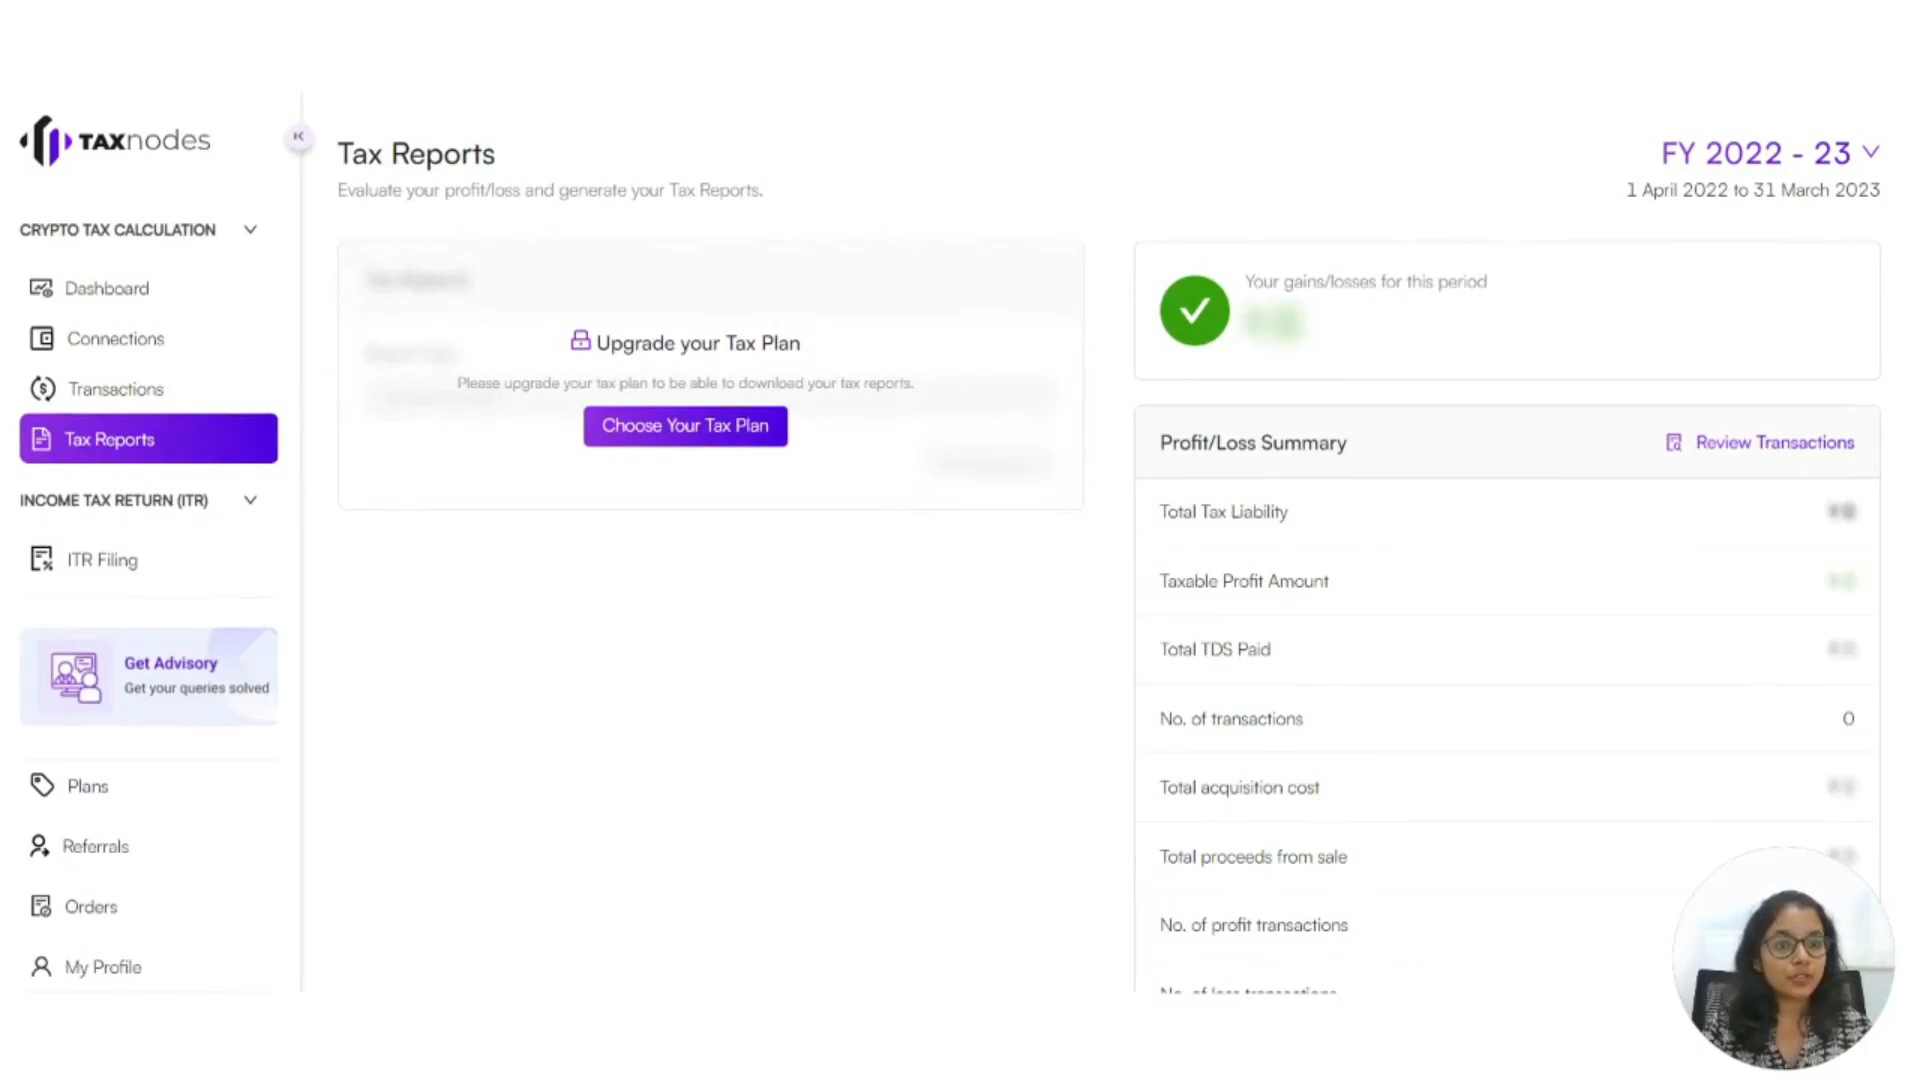 TAXnodes
CRYPTO TAX CALCULATION
Dashboard
Connections
Transactions
Tax Reports
INCOME TAX RETURN (ITR)
ITR Filing
Get Advisory
Get your queries solved
Plans
Referrals
Orders
My Profile
Tax Reports
Evaluate your profit/loss and generate your Tax Reports.
FY 2022 - 23
1 April 2022 to 31 March 2023
Upgrade your Tax Plan
Please upgrade your tax plan to be able to download your tax reports.
Choose Your Tax Plan
Your gains/losses for this period
Profit/Loss Summary
Review Transactions
Total Tax Liability
Taxable Profit Amount
Total TDS Paid
No. of transactions 0
Total acquisition cost
Total proceeds from sale
No. of profit transactions
No. of loss transactions